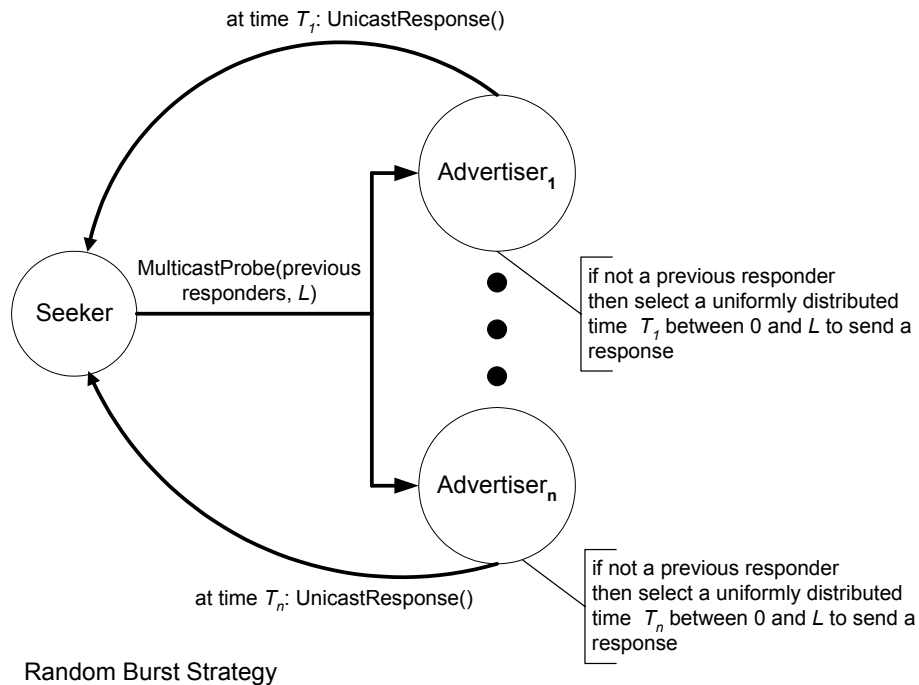 at time T1: UnicastResponse()
Advertiser1
MulticastProbe(previous
responders, L)
Seeker
if not a previous responder
then select a uniformly distributed
time T1 between 0 and L to send a
response
Advertisern
at time Tn: UnicastResponse()
if not a previous responder
then select a uniformly distributed
time Tn between 0 and L to send a
response
Random Burst Strategy